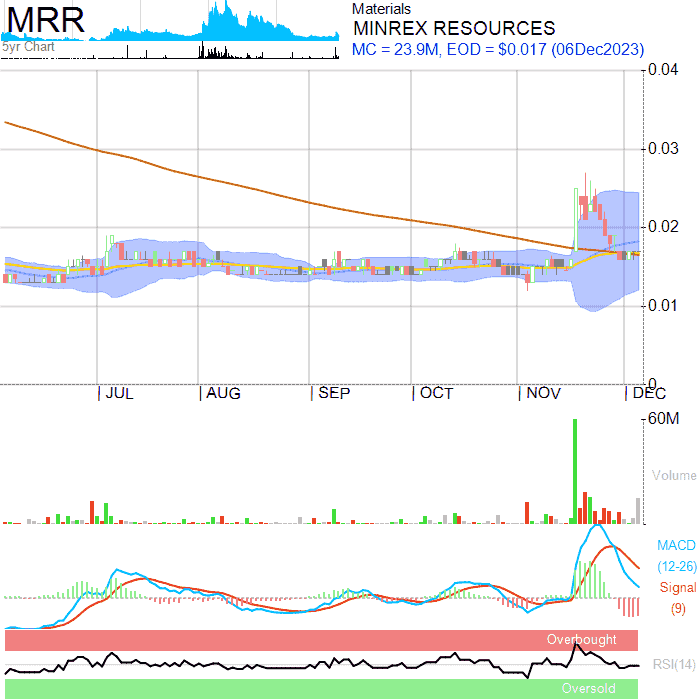 MRR
5yr Chart
Materials
MINREX RESOURCES
MC = 23.9M, EOD = $0.017 (06Dec2023)
0.04
0.03
0.02
0.01
0
JUL AUG SEP OCT NOV DEC
60M
Volume
MACD
(12-26)
Signal
(9)
Overbought
RSI(14)
Oversold